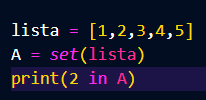 lista = [1,2,3,4,5]
A = set(lista)
print(2 in A)